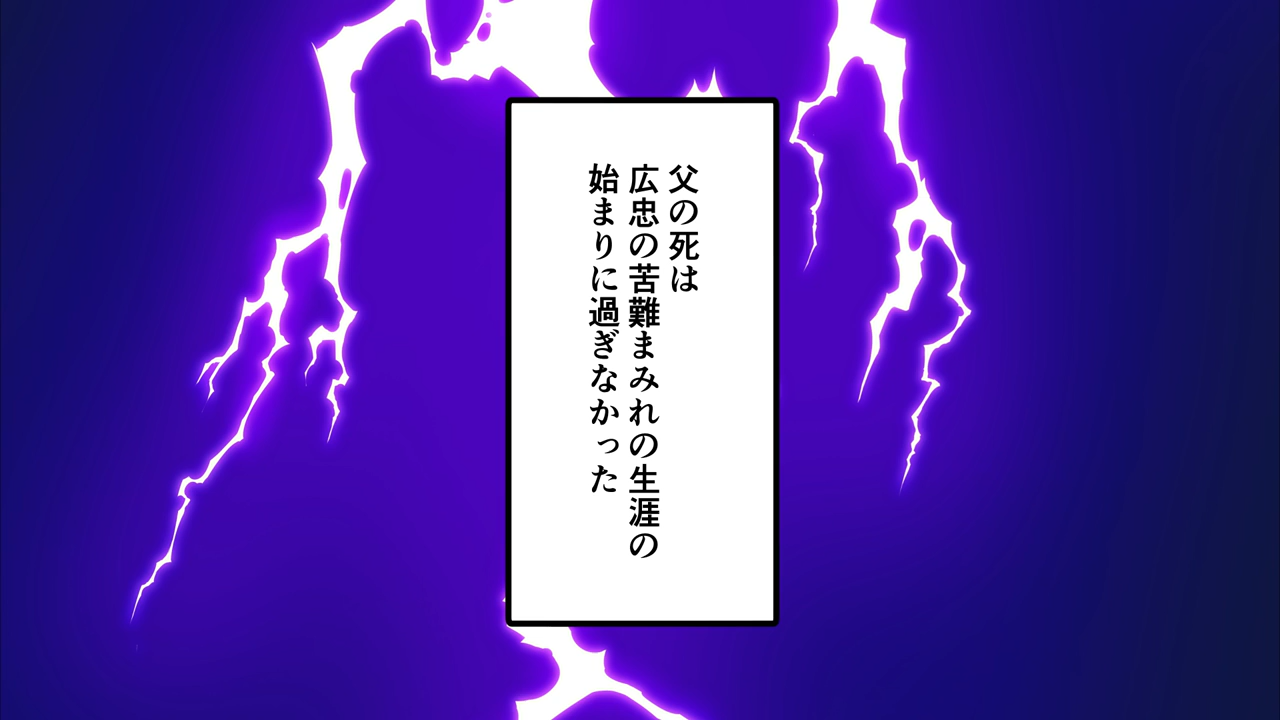 父の死は
広忠の苦難まみれの生涯の
始まりに過ぎなかった